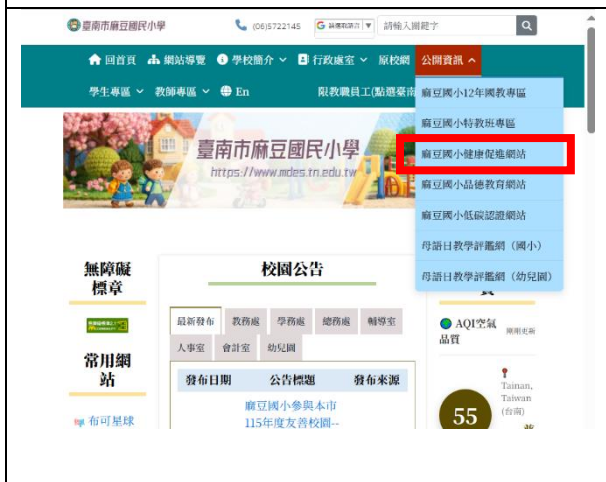 臺南市麻豆國民小學
(06)5722145
請輸入關鍵字
回首頁 網站導覽 學校簡介 行政處室 原校網 公開資訊
學生專區 教師專區 En 限教職員工(點選臺南
麻豆國小12年國教專區
麻豆國小特教班專區
麻豆國小健康促進網站
麻豆國小品德教育網站
麻豆國小低碳認證網站
母語日教學評鑑網（國小）
母語日教學評鑑網（幼兒園）
臺南市麻豆國民小學
https://www.mdes.tn.edu.tw
無障礙
標章
校園公告
最新發布 教務處 學務處 總務處 輔導室
人事室 會計室 幼兒園
發布日期 公告標題 發布來源
麻豆國小參與本市
115年度友善校園--
常用網
站
布可星球
AQI空氣
品質
剛剛更新
Tainan,
Taiwan
(台南)
55